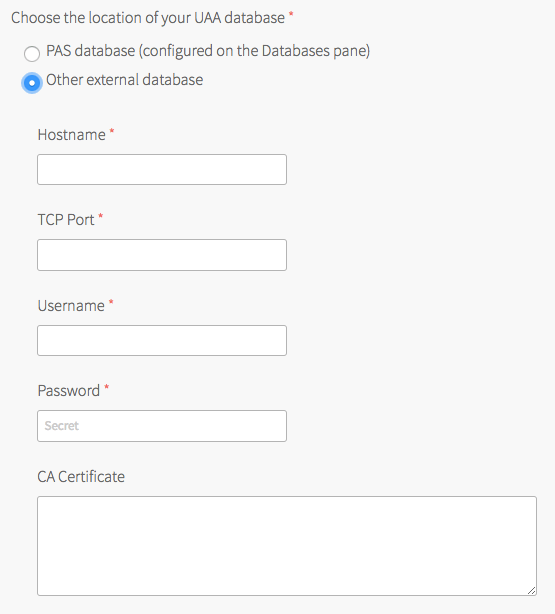 Choose the location of your UAA database *
PAS database (configured on the Databases pane)
Other external database
Hostname *
TCP Port *
Username *
Password *
Secret
CA Certificate